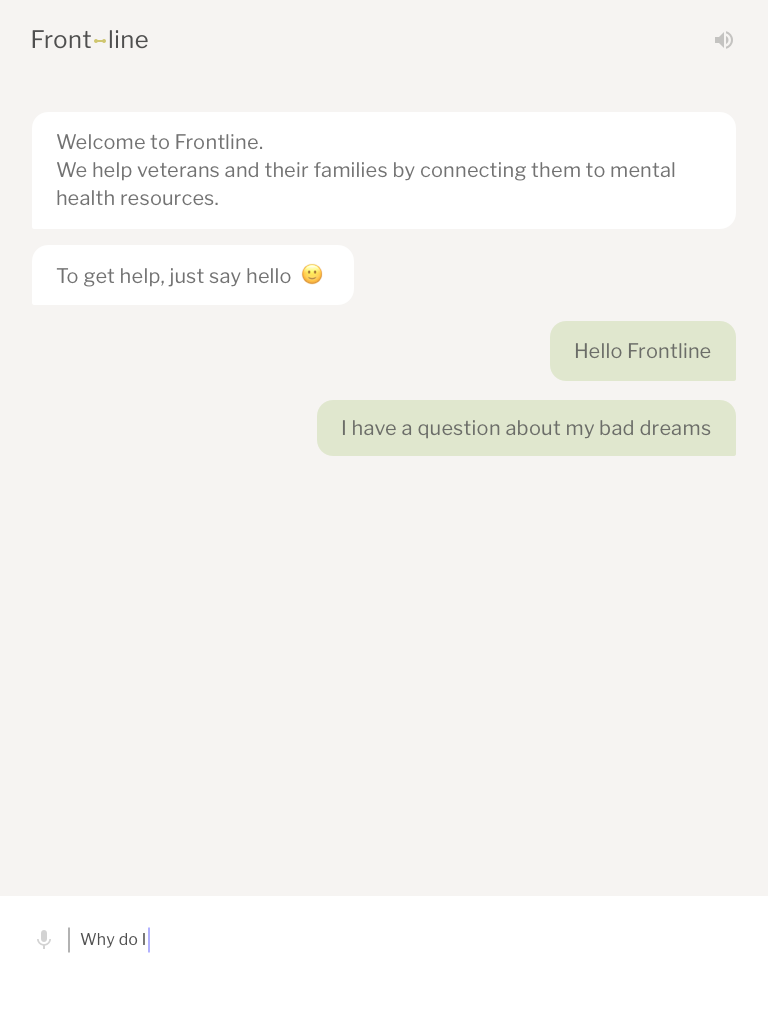 Front-line
Welcome to Frontline.
We help veterans and their families by connecting them to mental
health resources.
To get help, just say hello 🙂
Hello Frontline
I have a question about my bad dreams
Why do I